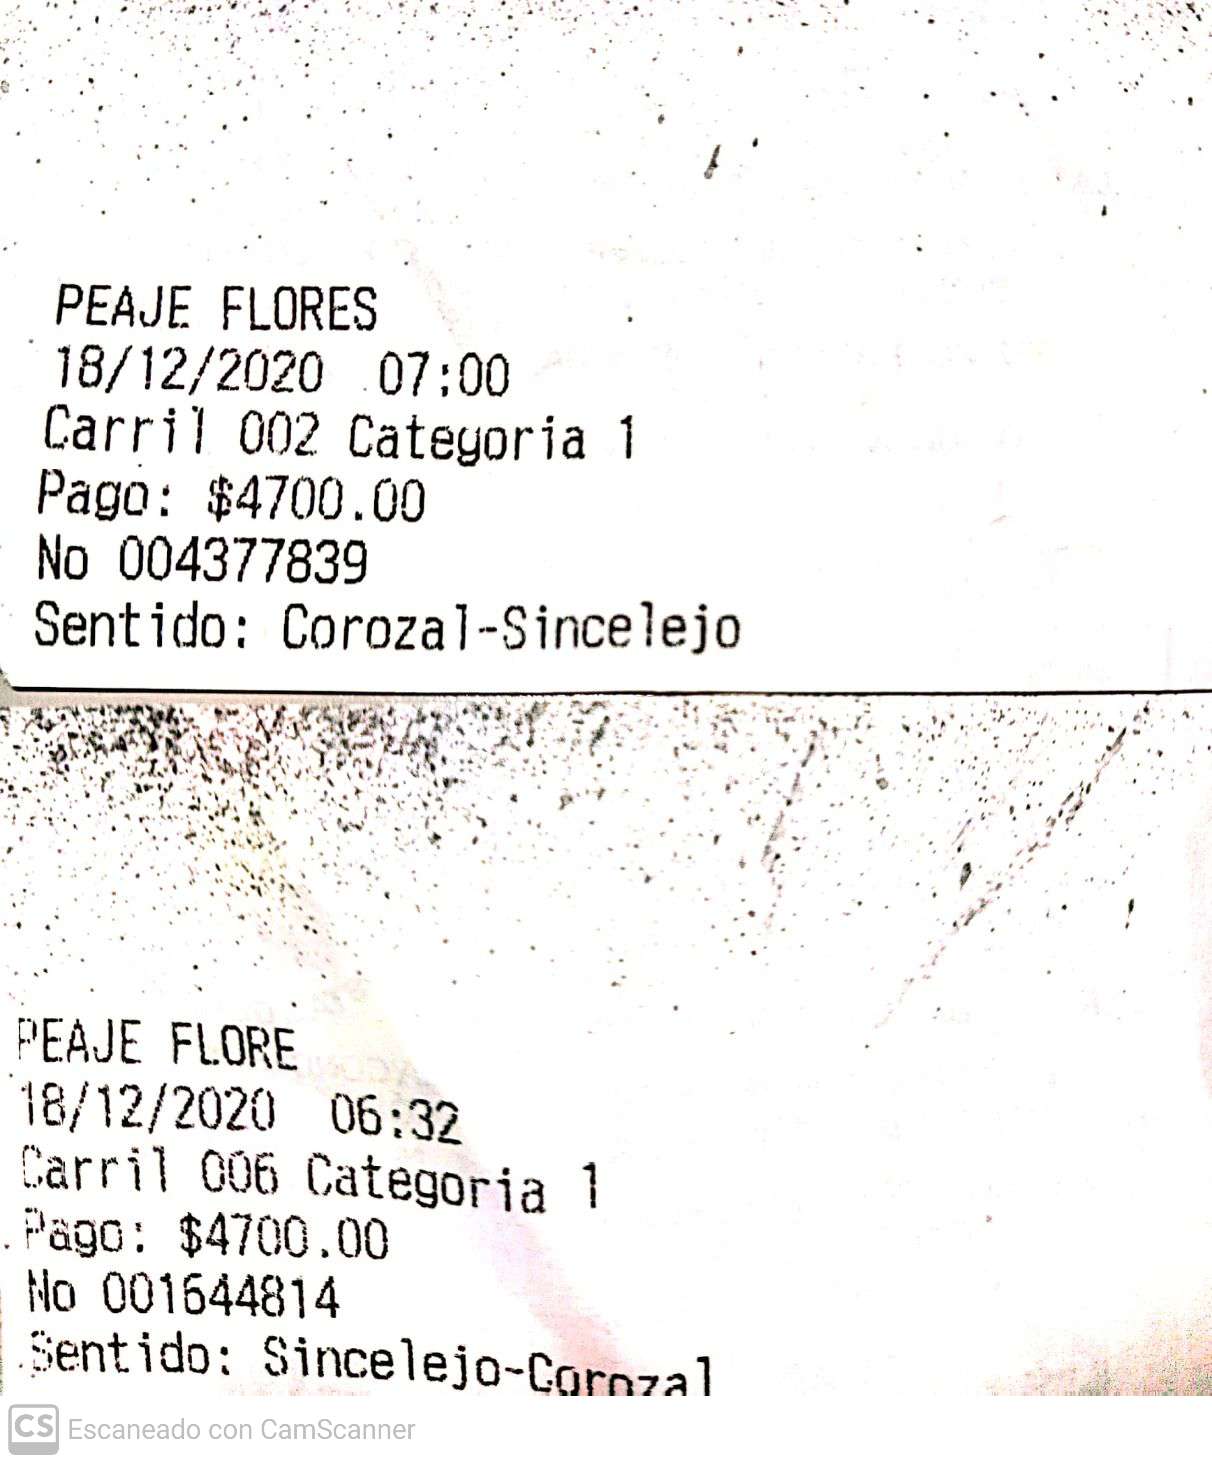 PEAJE FLORES
18/12/2020 07:00
Carril 002 Categoria 1
Pago: $4700.00
No 004377839
Sentido: Corozal-Sincelejo
PEAJE FLORE
18/12/2020 06:32
Carril 006 Categoria 1
Pago: $4700.00
No 001644814
Sentido: Sincelejo-Corozal
CS Escaneado con CamScanner